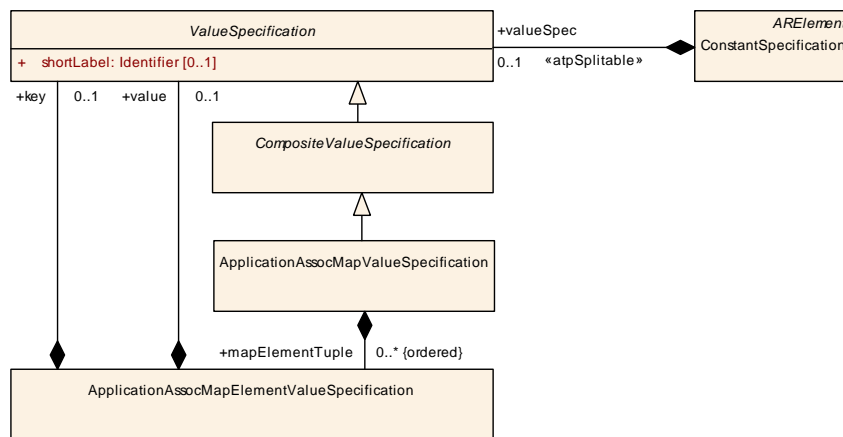 ValueSpecification
+ shortLabel: Identifier [0..1]
+valueSpec
0..1 «atpSplitable»
ARElement
ConstantSpecification
+key 0..1 +value 0..1
CompositeValueSpecification
ApplicationAssocMapValueSpecification
+mapElementTuple 0..* {ordered}
ApplicationAssocMapElementValueSpecification